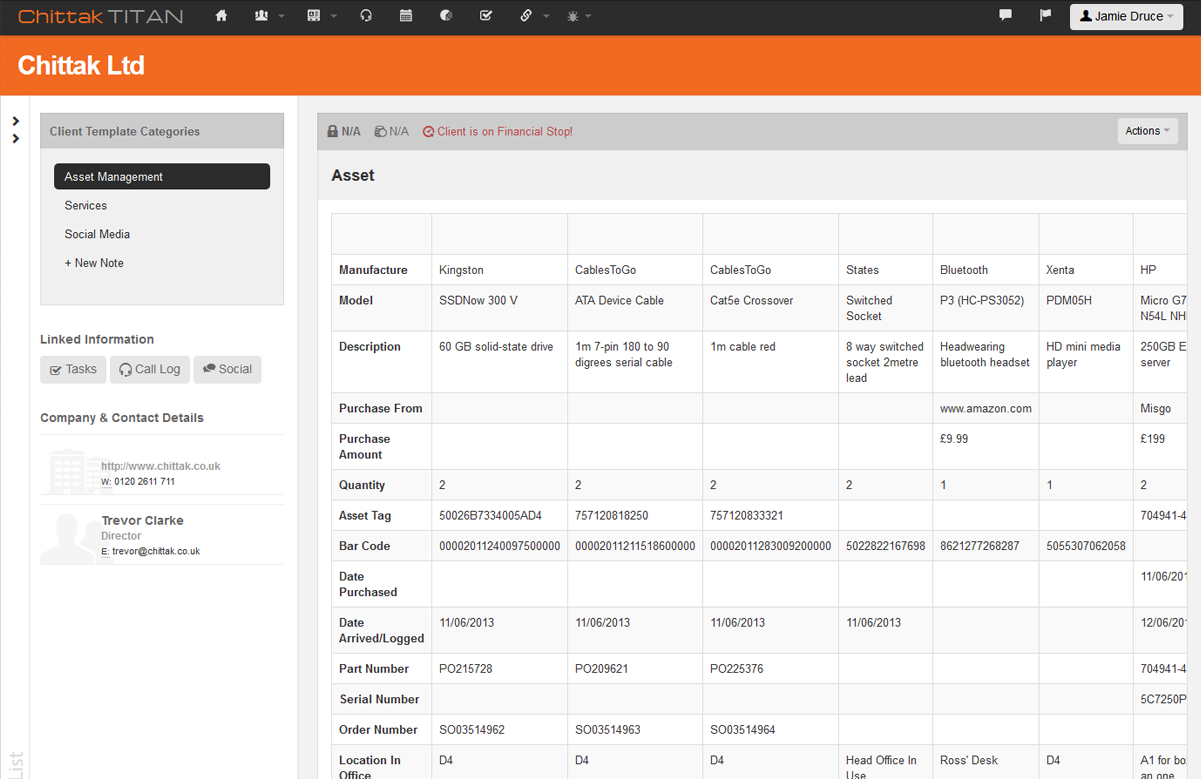 Chittak TITAN
Jamie Druce
Chittak Ltd
Client Template Categories
Asset Management
Services
Social Media
+ New Note
Linked Information
Tasks Call Log Social
Company & Contact Details
http://www.chittak.co.uk
W: 0120 2611 711
Trevor Clarke
Director
E: trevor@chittak.co.uk
List
N/A N/A Client is on Financial Stop! Actions
Asset
Manufacture Kingston CablesToGo CablesToGo States Bluetooth Xenta HP
Model SSDNow 300 V ATA Device Cable Cat5e Crossover Switched P3 (HC-PS3052) PDM05H Micro G7
Socket N54L
Description 60 GB solid-state drive 1m 7-pin 180 to 90 1m cable red 8 way switched Headwearing HD mini media 250GB
digrees serial cable socket 2metre bluetooth headset player server
lead
Purchase From www.amazon.com Misgo
Purchase £9.99 £199
Amount
Quantity 2 2 2 2 1 1 2
Asset Tag 50026B7334005AD4 757120818250 757120833321 704941-4
Bar Code 00002011240097500000 00002011211518600000 00002011283009200000 5022822167698 8621277268287 5055307062058
Date 11/06/201
Purchased
Date 11/06/2013 11/06/2013 11/06/2013 11/06/2013 12/06/201
Arrived/Logged
Part Number PO215728 PO209621 PO225376 704941-4
Serial Number 5C7250P
Order Number SO03514962 SO03514963 SO03514964
Location In D4 D4 D4 Head Office In Ross' Desk D4 A1 for bo
Office Use an one